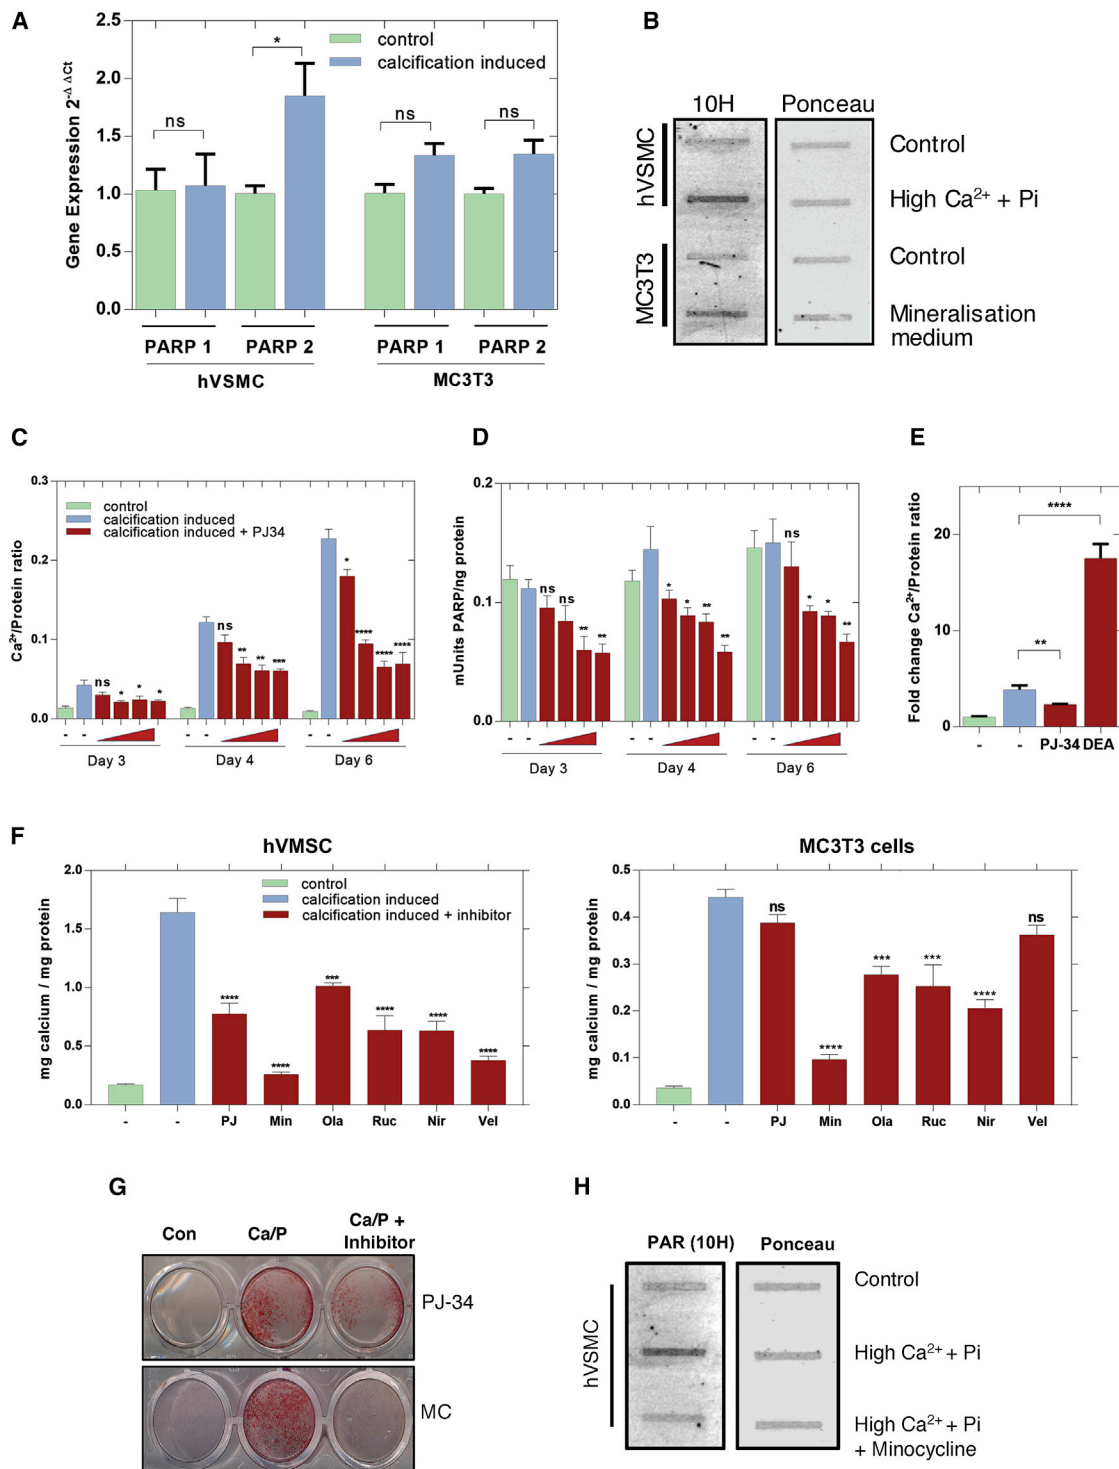 A
Gene Expression 2^-Δ ΔCt
2.5
2.0
1.5
1.0
0.5
0.0
control
calcification induced
ns
*
ns
ns
PARP 1
PARP 2
PARP 1
PARP 2
hVSMC
MC3T3
B
10H
Ponceau
hVSMC
MC3T3
Control
High Ca²⁺ + Pi
Control
Mineralisation
medium
C
Ca²⁺/Protein ratio
0.3
0.2
0.1
0.0
control
calcification induced
calcification induced + PJ34
ns
*
*
*
ns
**
**
***
*
****
****
****
- -
- -
- -
Day 3
Day 4
Day 6
D
mUnits PARP/ng protein
0.2
0.1
0.0
ns
ns
**
**
*
*
**
**
ns
*
*
**
- -
- -
- -
Day 3
Day 4
Day 6
E
Fold change Ca²⁺/Protein ratio
20
10
0
****
**
- - PJ-34 DEA
F
hVMSC
mg calcium / mg protein
2.0
1.5
1.0
0.5
0.0
control
calcification induced
calcification induced + inhibitor
****
****
***
****
****
****
- - PJ Min Ola Ruc Nir Vel
MC3T3 cells
mg calcium / mg protein
0.5
0.4
0.3
0.2
0.1
0.0
ns
****
***
***
****
ns
- - PJ Min Ola Ruc Nir Vel
G
Con
Ca/P
Ca/P +
Inhibitor
PJ-34
MC
H
PAR (10H)
Ponceau
hVSMC
Control
High Ca²⁺ + Pi
High Ca²⁺ + Pi
+ Minocycline